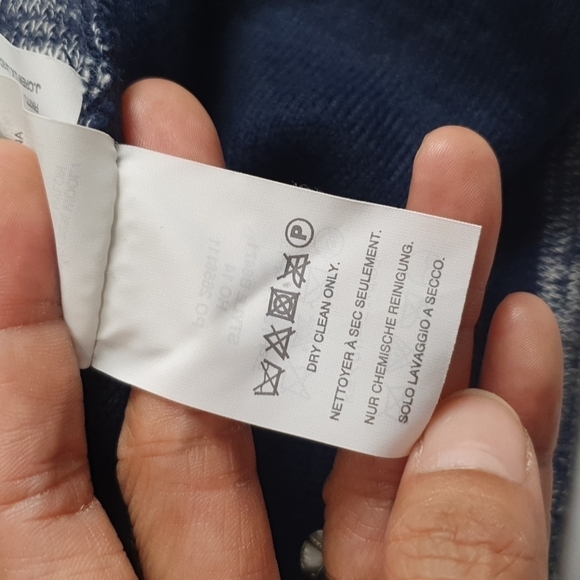 P
DRY CLEAN ONLY.
NETTOYER À SEC SEULEMENT.
NUR CHEMISCHE REINIGUNG.
SOLO LAVAGGIO A SECCO.